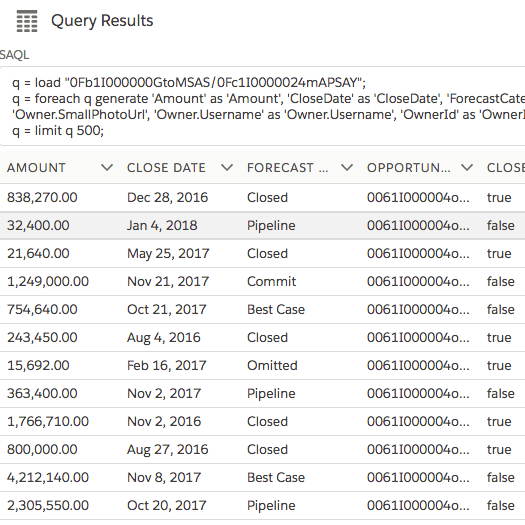 Query Results
SAQL
q = load "0Fb1I000000GtoMSAS/0Fc1I0000024mAPSAY";
q = foreach q generate 'Amount' as 'Amount', 'CloseDate' as 'CloseDate', 'ForecastCate
'Owner.SmallPhotoUrl', 'Owner.Username' as 'Owner.Username', 'OwnerId' as 'OwnerI
q = limit q 500;
AMOUNT CLOSE DATE FORECAST ... OPPORTUN... CLOSE
838,270.00 Dec 28, 2016 Closed 0061I000004o... true
32,400.00 Jan 4, 2018 Pipeline 0061I000004o... false
21,640.00 May 25, 2017 Closed 0061I000004o... true
1,249,000.00 Nov 21, 2017 Commit 0061I000004o... false
754,640.00 Oct 21, 2017 Best Case 0061I000004o... false
243,450.00 Aug 4, 2016 Closed 0061I000004o... true
15,692.00 Feb 16, 2017 Omitted 0061I000004o... true
363,400.00 Nov 2, 2017 Pipeline 0061I000004o... false
1,766,710.00 Nov 2, 2016 Closed 0061I000004o... true
800,000.00 Aug 27, 2016 Closed 0061I000004o... true
4,212,140.00 Nov 8, 2017 Best Case 0061I000004o... false
2,305,550.00 Oct 20, 2017 Pipeline 0061I000004o... false